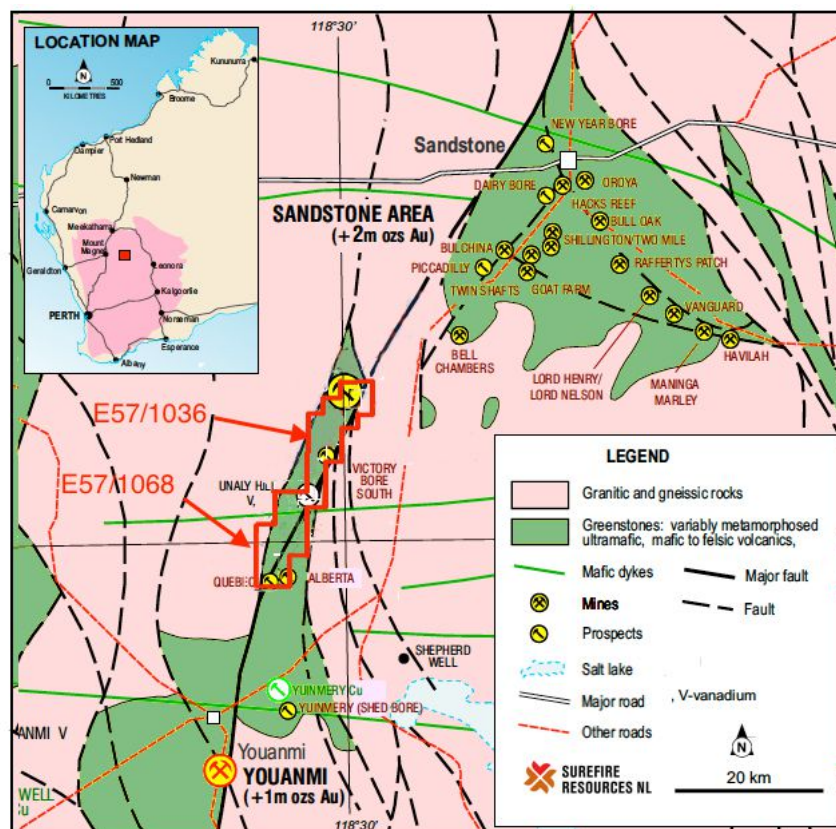 118°30'
LOCATION MAP
N
0 500
KILOMETRES
Kununurra
Broome
Port Hedland
Dampier
Newman
Carnarvon
Meekatharra
Mount
Magnet
Geraldton
Leonora
Kalgoorlie
PERTH
Norseman
Esperance
Albany
NEW YEAR BORE
Sandstone
DAIRY BORE
OROYA
HACKS REEF
SANDSTONE AREA
(+2m ozs Au)
BULL OAK
BULCHINA
SHILLINGTON/TWO MILE
PICCADILLY
RAFFERTYS PATCH
TWIN SHAFTS
GOAT FARM
VANGUARD
BELL
CHAMBERS
LORD HENRY/
LORD NELSON
MANINGA
MARLEY
HAVILAH
E57/1036
E57/1068
UNALY HILL
V,
VICTORY
BORE
SOUTH
QUEBEC
ALBERTA
SHEPHERD
WELL
YUINMERY Cu
YUINMERY (SHED BORE)
ANMI V
Youanmi
YOUANMI
(+1m ozs Au)
WELL
Cu
118°30'
LEGEND
Granitic and gneissic rocks
Greenstones: variably metamorphosed
ultramafic, mafic to felsic volcanics,
Mafic dykes
Major fault
Mines
Fault
Prospects
Salt lake
Major road
, V-vanadium
Other roads
N
SUREFIRE
RESOURCES NL
20 km